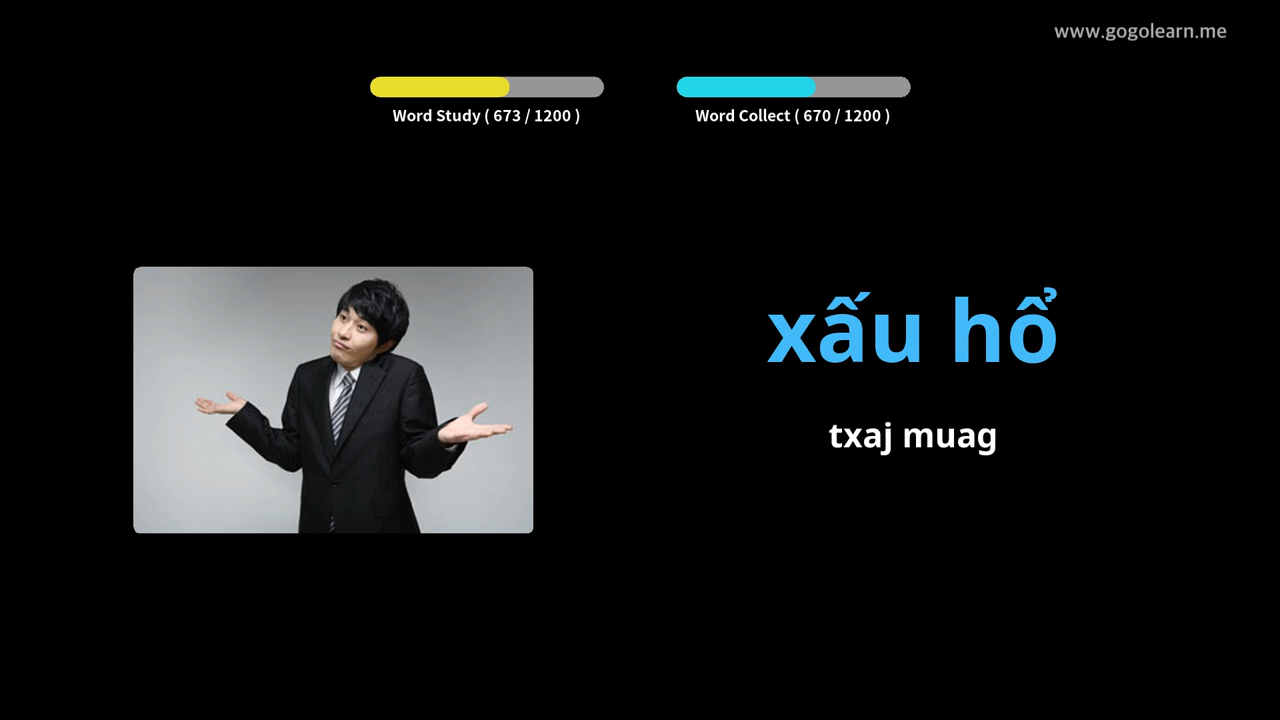 www.gogolearn.me
Word Study ( 673 / 1200 )
Word Collect ( 670 / 1200 )
xấu hổ
txaj muag